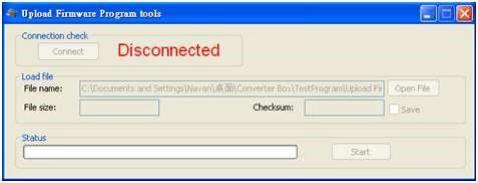 Upload Firmware Program tools
Connection check
Connect Disconnected
Load file
File name: C:\Documents and Settings\Navan\桌面\Converter Box\TestProgram\Upload Fir Open File
File size: Checksum: Save
Status
Start